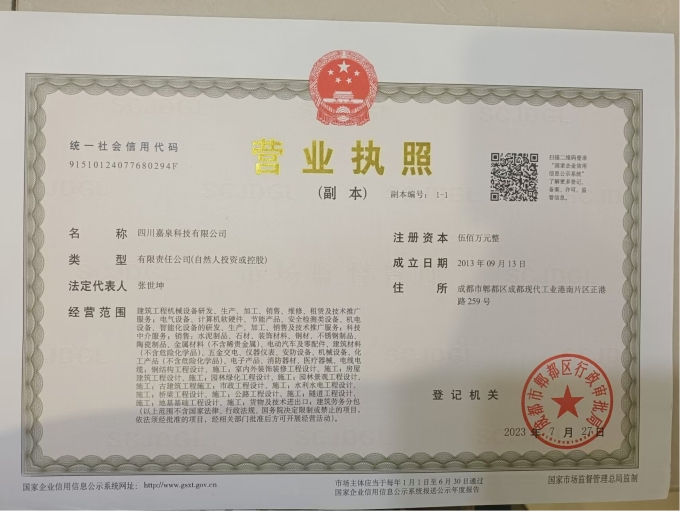 统一社会信用代码
91510124077680294F
营业执照
(副 本) 副本编号: 1-1
扫描二维码登录
"国家企业信用
信息公示系统"
了解更多登记、
备案、许可、监
管信息。
名 称 四川嘉泉科技有限公司
类 型 有限责任公司(自然人投资或控股)
法定代表人 张世坤
经营范围 建筑工程机械设备研发、生产、加工、销售、维修、租赁及技术推广
服务;电气设备、计算机软硬件、节能产品、安全检测类设备、机电
设备、智能化设备的研发、生产、加工、销售及技术推广服务;科技
中介服务;销售:水泥制品、石材、装饰材料、钢材、不锈钢制品、
陶瓷制品、金属材料(不含稀贵金属)、电动汽车及零配件、建筑材料
(不含危险化学品)、五金交电、仪器仪表、安防设备、机械设备、化
工产品(不含危险化学品)、电子产品、消防器材、医疗器械、电线电
缆;钢结构工程设计、施工;室内外装饰装修工程设计、施工;房屋
建筑工程设计、施工;园林绿化工程设计、施工;园林景观工程设计、
施工;古建筑工程施工;市政工程设计、施工;水利水电工程设计、
施工;桥梁工程设计、施工;公路工程设计、施工;隧道工程设计、
施工;地基基础工程设计、施工;货物及技术进出口;建筑劳务分包
(以上范围不含国家法律、行政法规、国务院决定限制或禁止的项目,
依法须经批准的项目,经相关部门批准后方可开展经营活动)。
注册资本 伍佰万元整
成立日期 2013年09月13日
住 所 成都市郫都区成都现代工业港南片区正港
路259号
登记机关
成都市郫都区行政审批局
2023年7月27日
国家企业信用信息公示系统网址: http://www.gsxt.gov.cn
市场主体应当于每年1月1日至6月30日通过
国家企业信用信息公示系统报送公示年度报告
国家市场监督管理总局监制